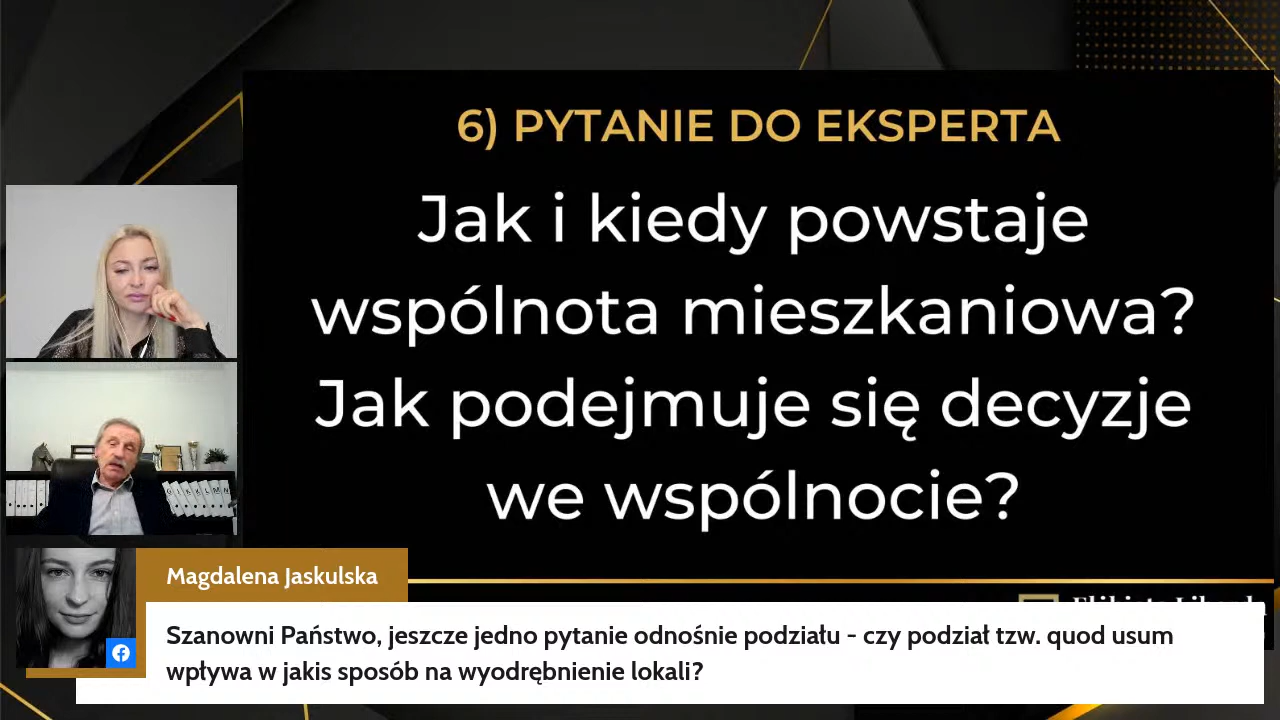 6) PYTANIE DO EKSPERTA
Jak i kiedy powstaje
wspólnota mieszkaniowa?
Jak podejmuje się decyzje
we wspólnocie?
Magdalena Jaskulska
Szanowni Państwo, jeszcze jedno pytanie odnośnie podziału - czy podział tzw. quod usum
wpływa w jakis sposób na wyodrębnienie lokali?